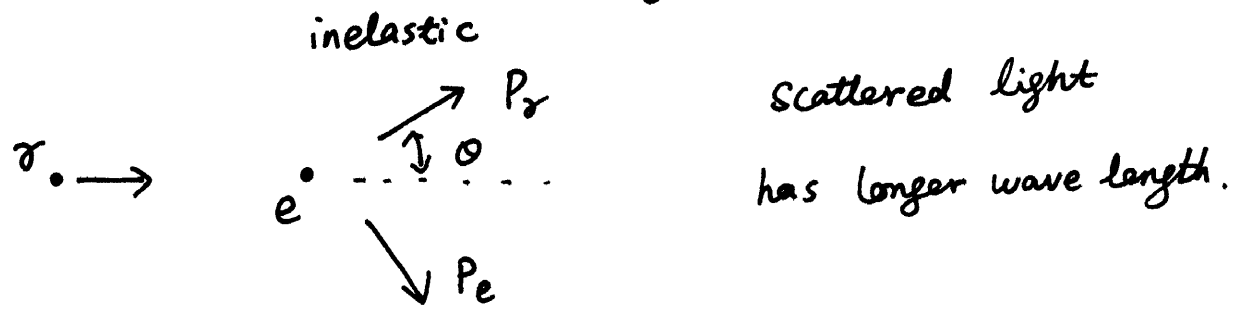 inelastic
Pγ
scattered light
γ
θ
has longer wave length.
e
Pe